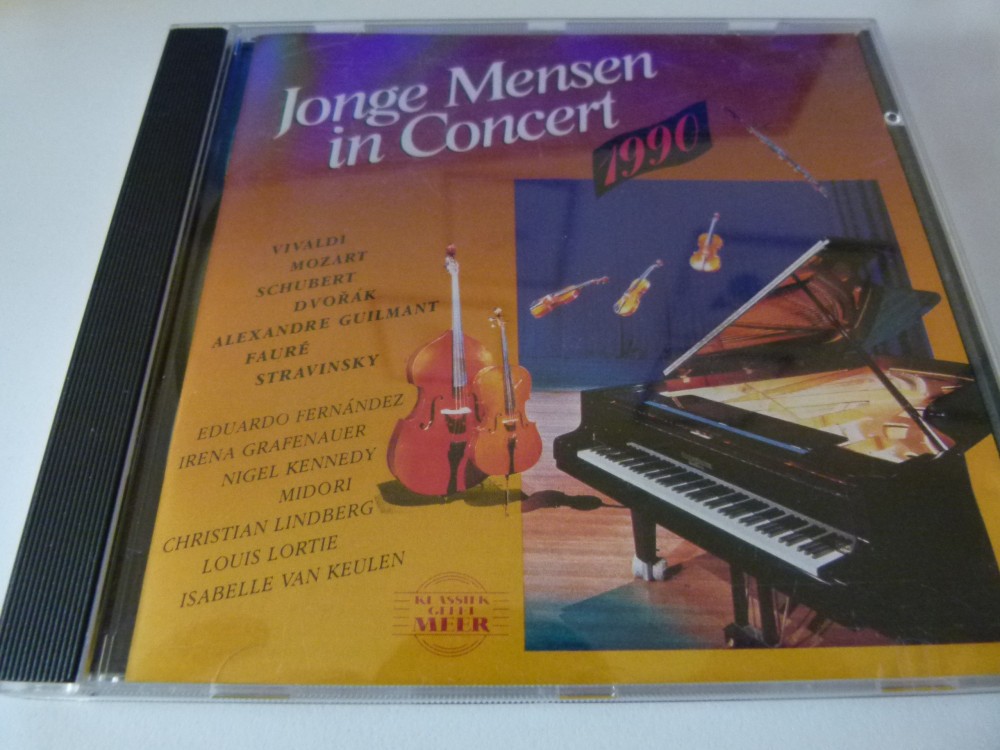 Jonge Mensen
in Concert
1990
VIVALDI
MOZART
SCHUBERT
DVOŘÁK
ALEXANDRE GUILMANT
FAURÉ
STRAVINSKY
EDUARDO FERNÁNDEZ
IRENA GRAFENAUER
NIGEL KENNEDY
MIDORI
CHRISTIAN LINDBERG
LOUIS LORTIE
ISABELLE VAN KEULEN
KLASSIEK
GEEFT
MEER